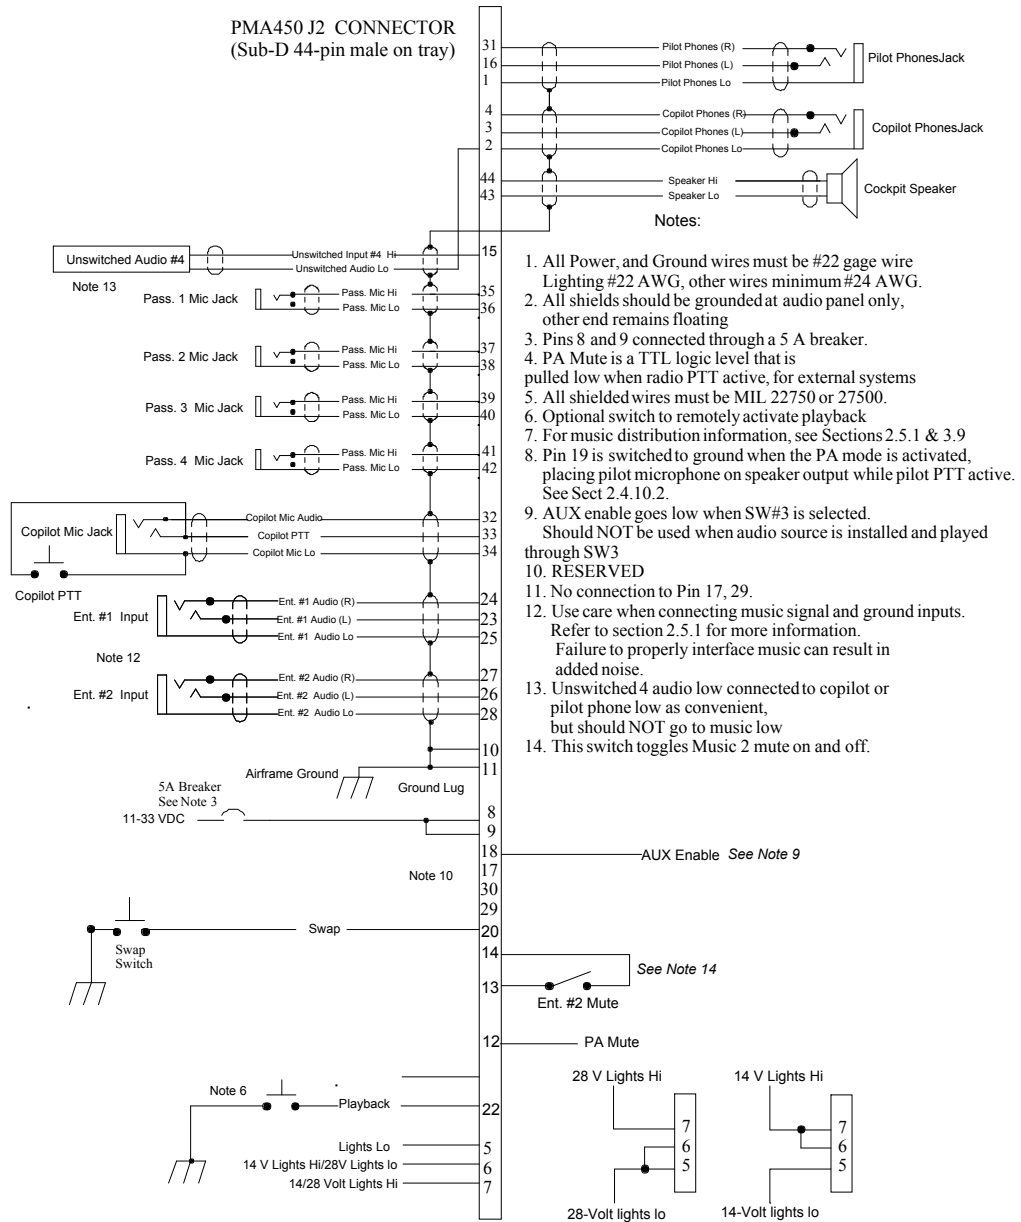 PMA450 J2 CONNECTOR
(Sub-D 44-pin male on tray)
31
16
1
4
3
2
44
43
15
35
36
37
38
39
40
41
42
32
33
34
24
23
25
27
26
28
10
11
8
9
18
17
30
29
20
14
13
12
22
5
6
7
Pilot Phones (R)
Pilot Phones (L)
Pilot Phones Lo
Pilot PhonesJack
Copilot Phones (R)
Copilot Phones (L)
Copilot Phones Lo
Copilot PhonesJack
Speaker Hi
Speaker Lo
Cockpit Speaker
Unswitched Audio #4
Note 13
Unswitched Input #4 Hi
Unswitched Audio Lo
Pass. 1 Mic Jack
Pass. Mic Hi
Pass. Mic Lo
Pass. 2 Mic Jack
Pass. Mic Hi
Pass. Mic Lo
Pass. 3 Mic Jack
Pass. Mic Hi
Pass. Mic Lo
Pass. 4 Mic Jack
Pass. Mic Hi
Pass. Mic Lo
Copilot Mic Jack
Copilot Mic Audio
Copilot PTT
Copilot Mic Lo
Copilot PTT
Ent. #1 Input
Ent. #1 Audio (R)
Ent. #1 Audio (L)
Ent. #1 Audio Lo
Note 12
Ent. #2 Input
Ent. #2 Audio (R)
Ent. #2 Audio (L)
Ent. #2 Audio Lo
Airframe Ground
Ground Lug
5A Breaker
See Note 3
11-33 VDC
Note 10
Swap
Swap
Switch
Note 6
Playback
Lights Lo
14 V Lights Hi/28V Lights lo
14/28 Volt Lights Hi
Notes:
1. All Power, and Ground wires must be #22 gage wire
Lighting #22 AWG, other wires minimum #24 AWG.
2. All shields should be grounded at audio panel only,
other end remains floating
3. Pins 8 and 9 connected through a 5 A breaker.
4. PA Mute is a TTL logic level that is
pulled low when radio PTT active, for external systems
5. All shielded wires must be MIL 22750 or 27500.
6. Optional switch to remotely activate playback
7. For music distribution information, see Sections 2.5.1 & 3.9
8. Pin 19 is switched to ground when the PA mode is activated,
placing pilot microphone on speaker output while pilot PTT active.
See Sect 2.4.10.2.
9. AUX enable goes low when SW#3 is selected.
Should NOT be used when audio source is installed and played
through SW3
10. RESERVED
11. No connection to Pin 17, 29.
12. Use care when connecting music signal and ground inputs.
Refer to section 2.5.1 for more information.
Failure to properly interface music can result in
added noise.
13. Unswitched 4 audio low connected to copilot or
pilot phone low as convenient,
but should NOT go to music low
14. This switch toggles Music 2 mute on and off.
AUX Enable See Note 9
See Note 14
Ent. #2 Mute
PA Mute
28 V Lights Hi
7
6
5
28-Volt lights lo
14 V Lights Hi
7
6
5
14-Volt lights lo